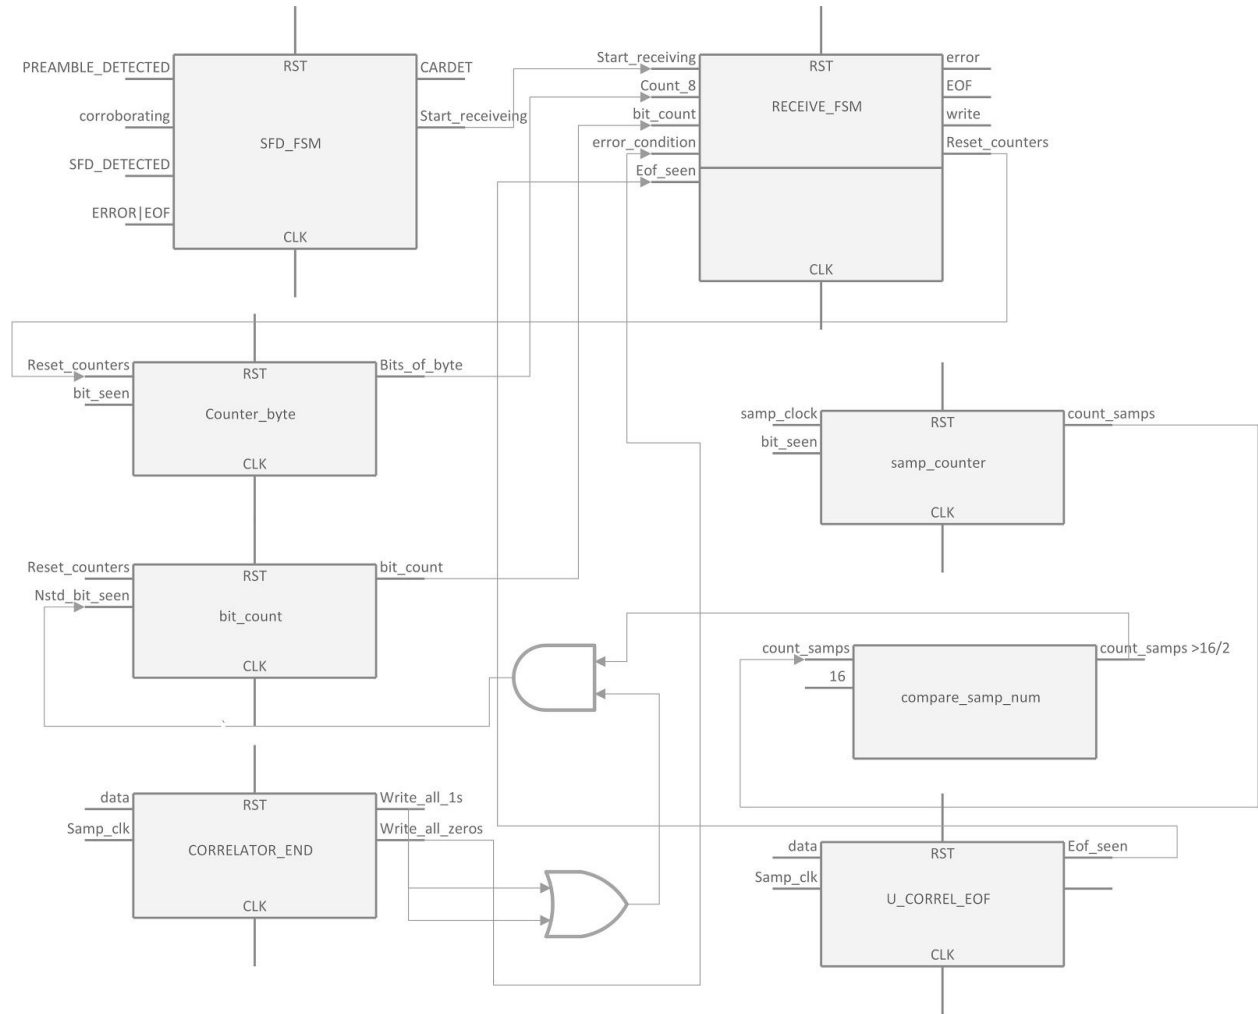 PREAMBLE_DETECTED
corroborating
SFD_DETECTED
ERROR|EOF
RST
SFD_FSM
CLK
CARDET
Start_receiveing
Start_receiving
Count_8
bit_count
error_condition
Eof_seen
RST
RECEIVE_FSM
CLK
error
EOF
write
Reset_counters
Reset_counters
bit_seen
RST
Counter_byte
CLK
Bits_of_byte
samp_clock
bit_seen
RST
samp_counter
CLK
count_samps
Reset_counters
Nstd_bit_seen
RST
bit_count
CLK
bit_count
count_samps
16
compare_samp_num
count_samps >16/2
data
Samp_clk
RST
CORRELATOR_END
CLK
Write_all_1s
Write_all_zeros
data
Samp_clk
RST
U_CORREL_EOF
CLK
Eof_seen